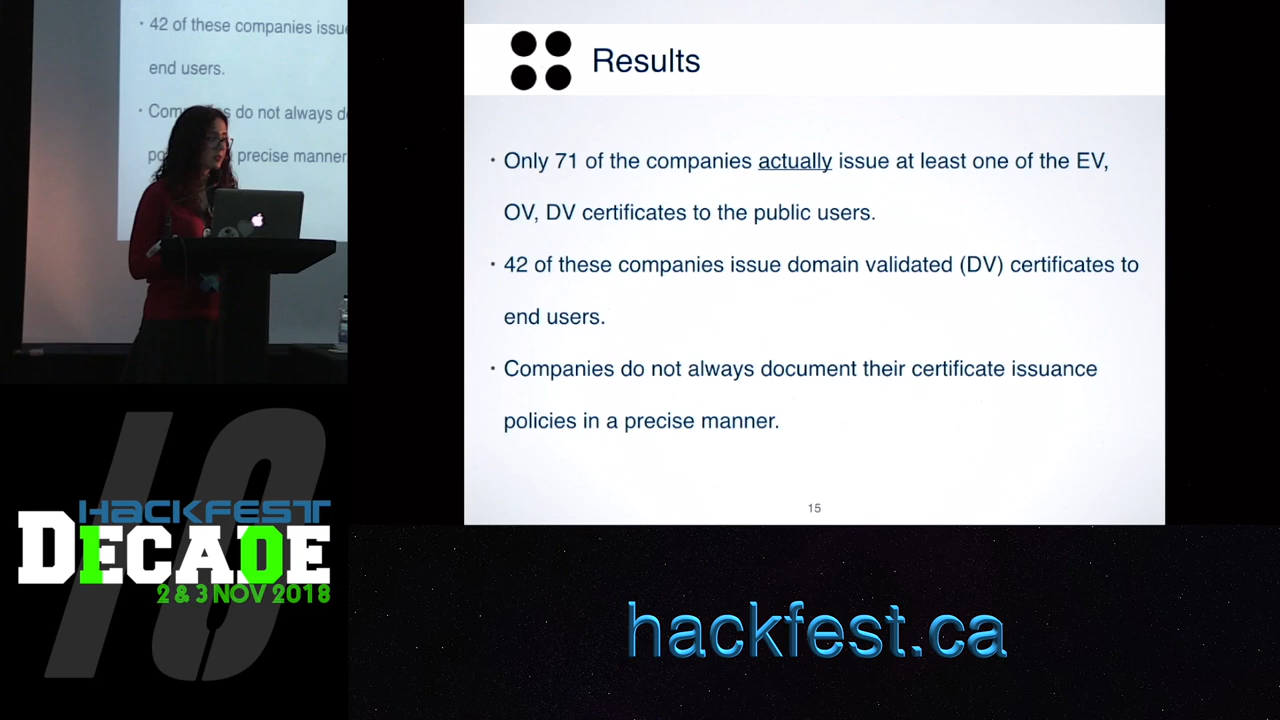 42 of these companies issue
end users.
Companies do not always d
precise manner.
Results
· Only 71 of the companies actually issue at least one of the EV,
OV, DV certificates to the public users.
· 42 of these companies issue domain validated (DV) certificates to
end users.
· Companies do not always document their certificate issuance
policies in a precise manner.
15
10
HACKFEST
DECADE
2 & 3 NOV 2018
hackfest.ca